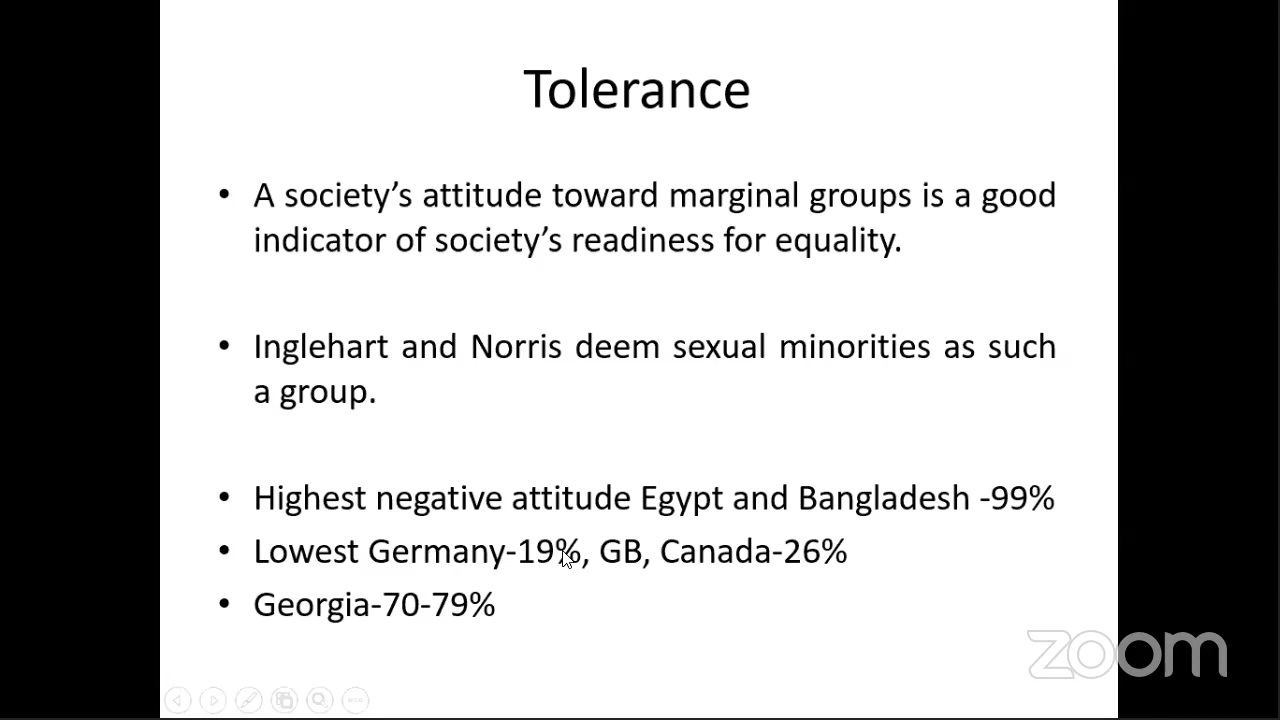 Tolerance
• A society’s attitude toward marginal groups is a good
indicator of society’s readiness for equality.
• Inglehart and Norris deem sexual minorities as such
a group.
• Highest negative attitude Egypt and Bangladesh -99%
• Lowest Germany-19%, GB, Canada-26%
• Georgia-70-79%
zoom